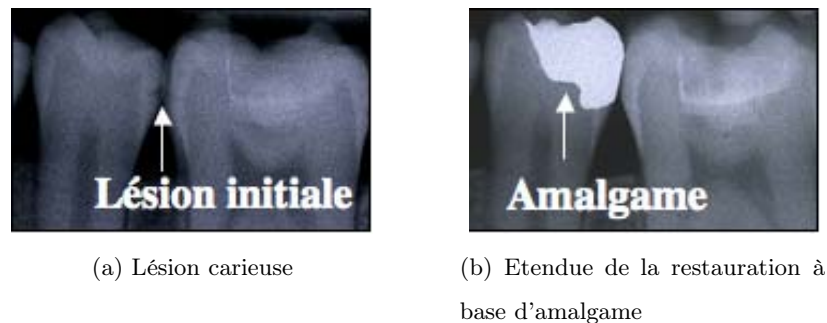 Lésion initiale
Amalgame
(a) Lésion carieuse
(b) Etendue de la restauration à
base d'amalgame